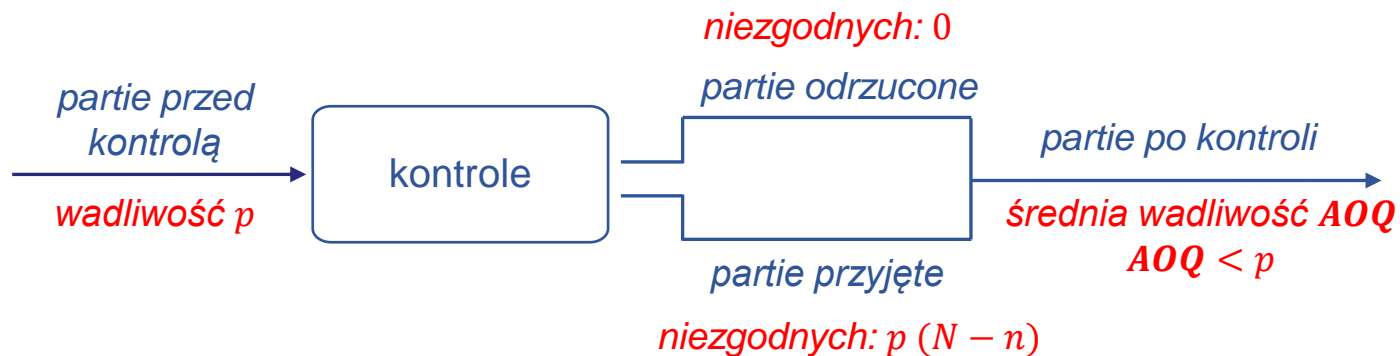 niezgodnych: 0
partie przed
kontrolą
wadliwość p
kontrole
partie odrzucone
partie przyjęte
niezgodnych: p (N − n)
partie po kontroli
średnia wadliwość AOQ
AOQ < p